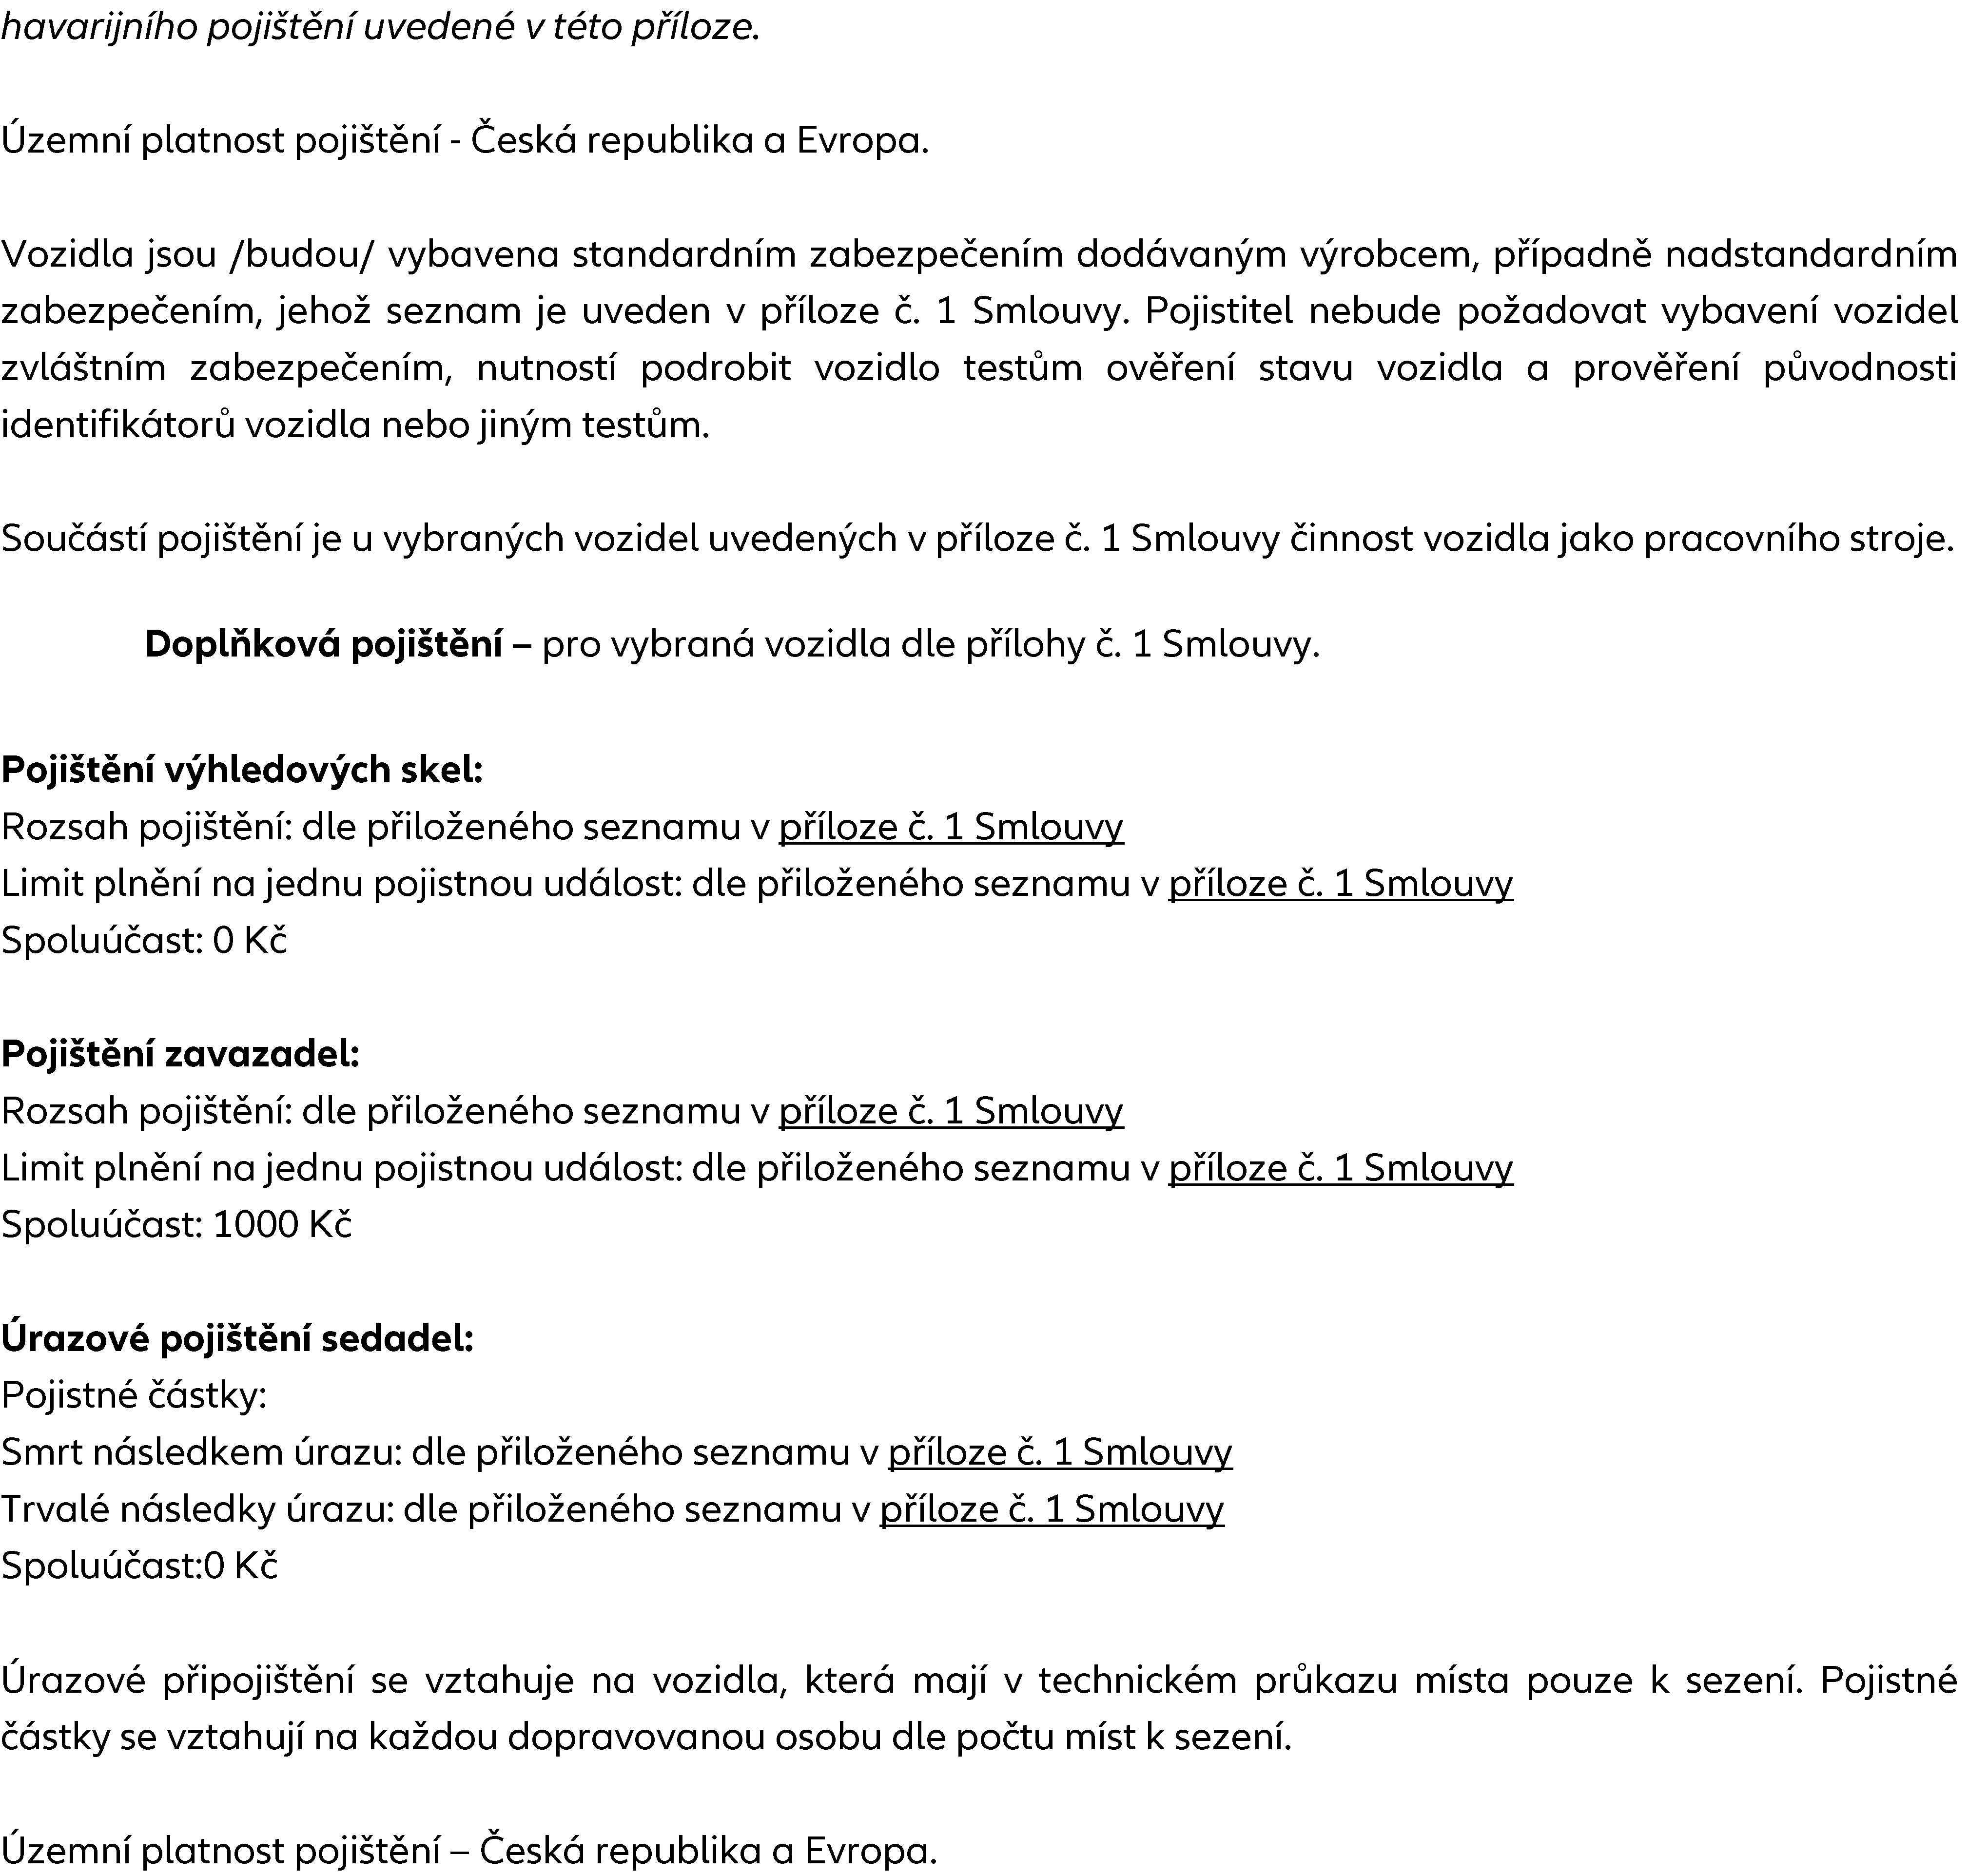 havarijního pojištění uvedené v této příloze.
Územní platnost pojištění - Česká republika a Evropa.
Vozidla jsou /budou/ vybavena standardním zabezpečením dodávaným výrobcem, případně nadstandardním
zabezpečením, jehož seznam je uveden v příloze č. 1 Smlouvy. Pojistitel nebude požadovat vybavení vozidel
zvláštním zabezpečením, nutností podrobit vozidlo testům ověření stavu vozidla a prověření původnosti
identifikátorů vozidla nebo jiným testům.
Součástí pojištění je u vybraných vozidel uvedených v příloze č. 1 Smlouvy činnost vozidla jako pracovního stroje.
Doplňková pojištění – pro vybraná vozidla dle přílohy č. 1 Smlouvy.
Pojištění výhledových skel:
Rozsah pojištění: dle přiloženého seznamu v příloze č. 1 Smlouvy
Limit plnění na jednu pojistnou událost: dle přiloženého seznamu v příloze č. 1 Smlouvy
Spoluúčast: 0 Kč
Pojištění zavazadel:
Rozsah pojištění: dle přiloženého seznamu v příloze č. 1 Smlouvy
Limit plnění na jednu pojistnou událost: dle přiloženého seznamu v příloze č. 1 Smlouvy
Spoluúčast: 1000 Kč
Úrazové pojištění sedadel:
Pojistné částky:
Smrt následkem úrazu: dle přiloženého seznamu v příloze č. 1 Smlouvy
Trvalé následky úrazu: dle přiloženého seznamu v příloze č. 1 Smlouvy
Spoluúčast:0 Kč
Úrazové připojištění se vztahuje na vozidla, která mají v technickém průkazu místa pouze k sezení. Pojistné
částky se vztahují na každou dopravovanou osobu dle počtu míst k sezení.
Územní platnost pojištění – Česká republika a Evropa.